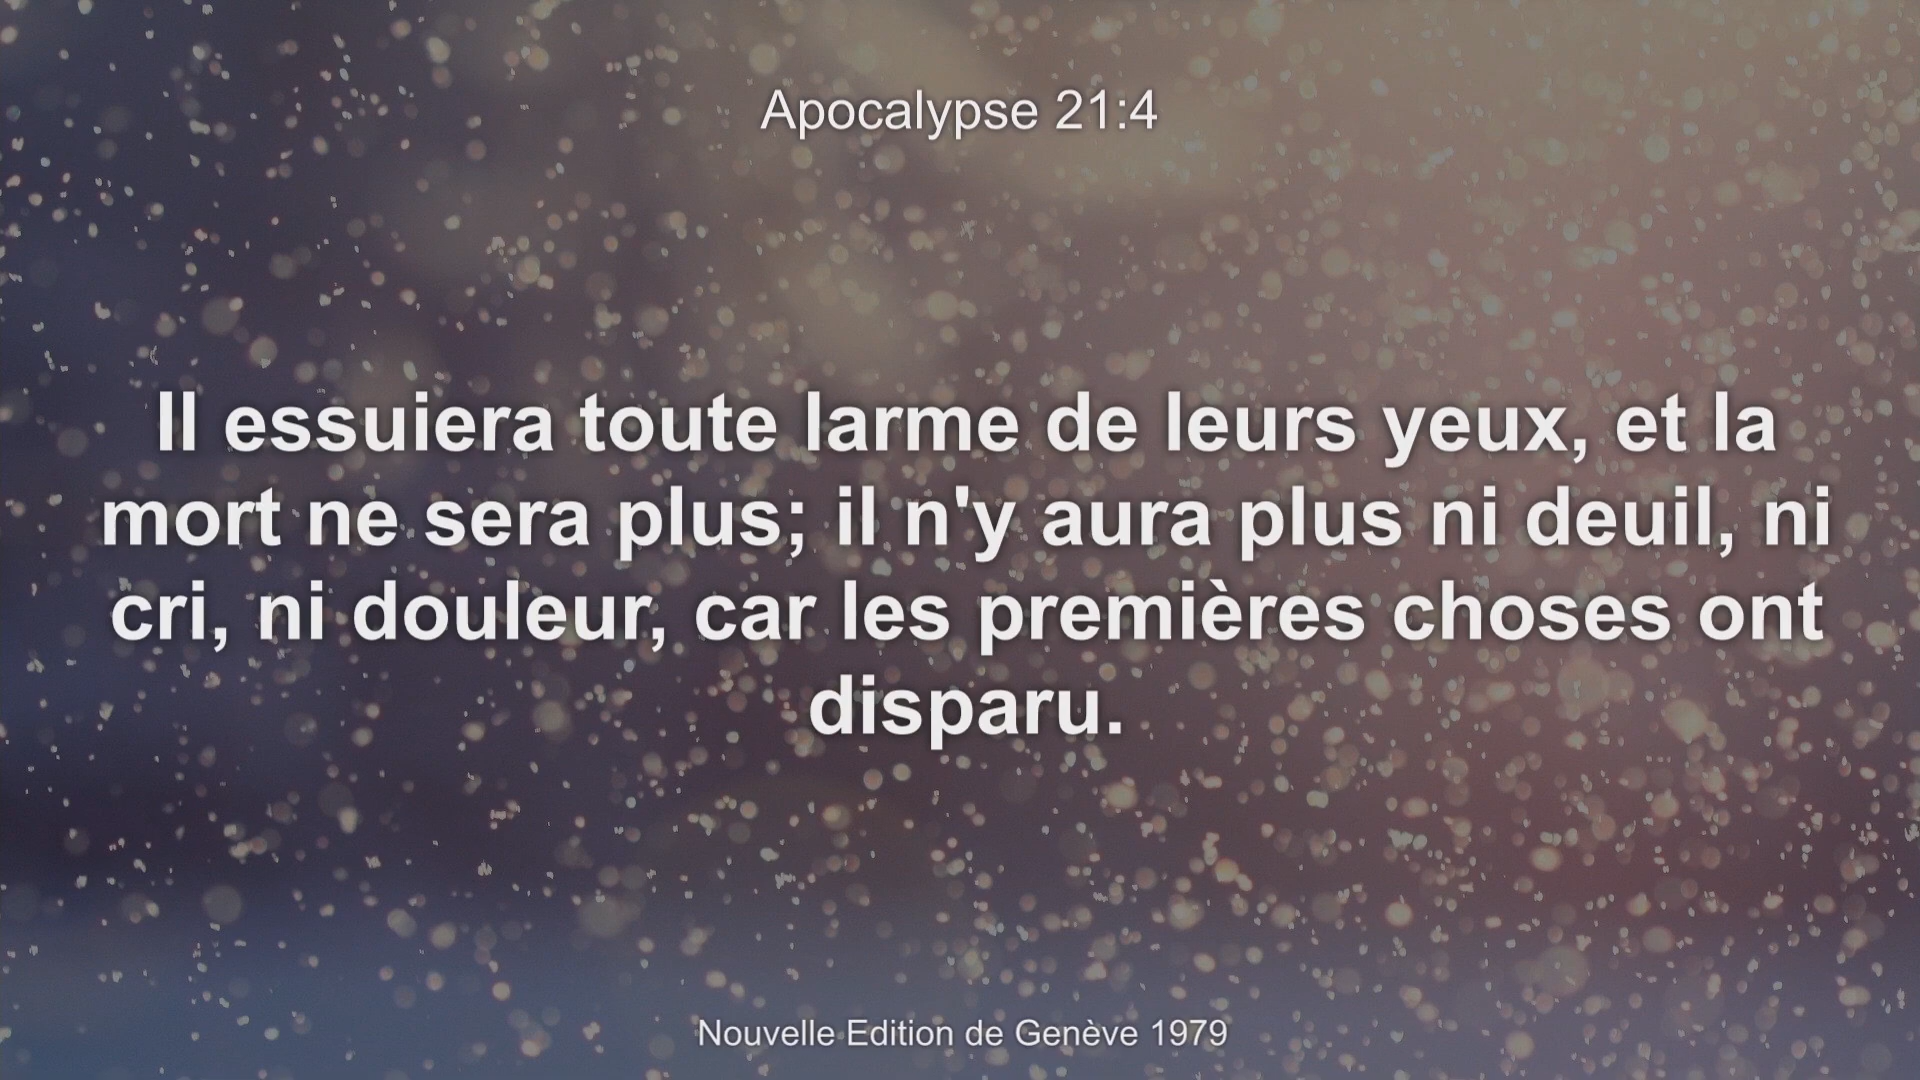 Apocalypse 21:4
Il essuiera toute larme de leurs yeux, et la
mort ne sera plus; il n'y aura plus ni deuil, ni
cri, ni douleur, car les premières choses ont
disparu.
Nouvelle Edition de Genève 1979